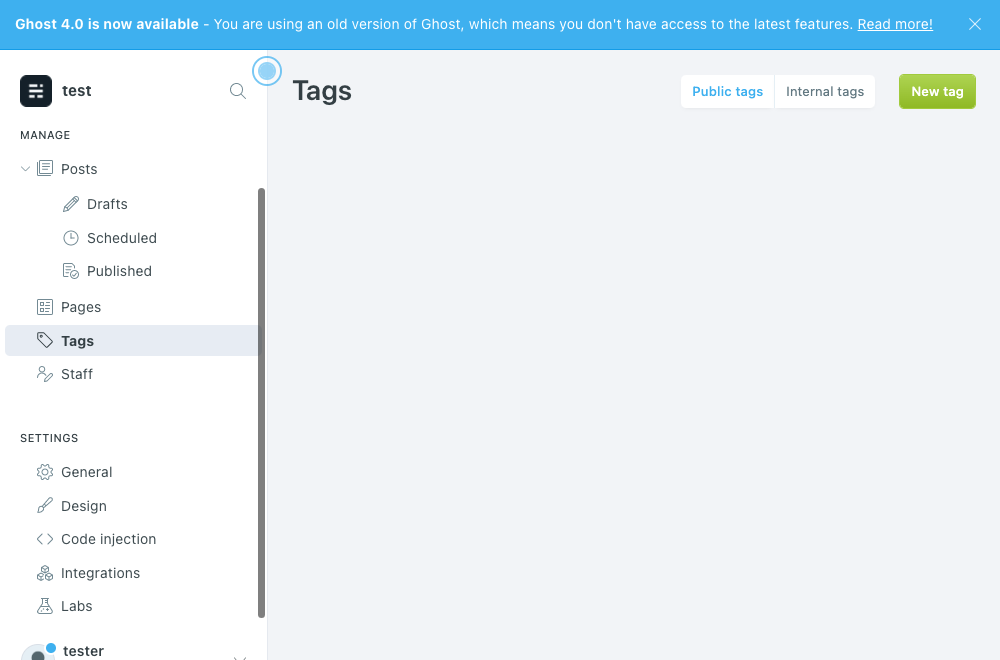 Ghost 4.0 is now available - You are using an old version of Ghost, which means you don't have access to the latest features. Read more!
test
Tags
Public tags
Internal tags
New tag
MANAGE
Posts
Drafts
Scheduled
Published
Pages
Tags
Staff
SETTINGS
General
Design
Code injection
Integrations
Labs
tester